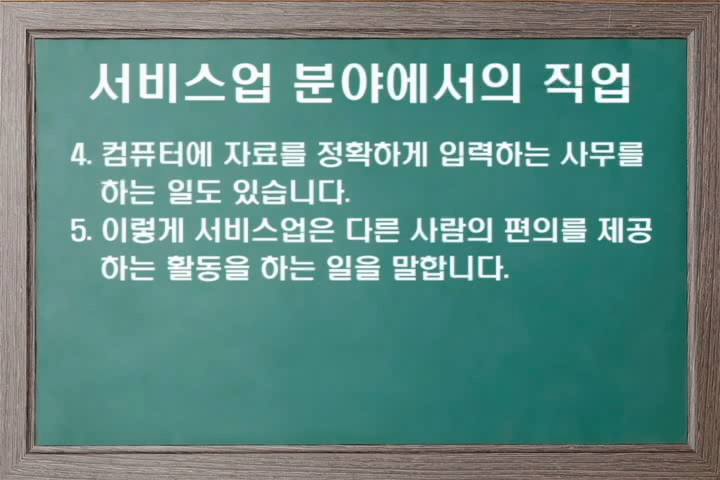 서비스업 분야에서의 직업
4. 컴퓨터에 자료를 정확하게 입력하는 사무를
하는 일도 있습니다.
5. 이렇게 서비스업은 다른 사람의 편의를 제공
하는 활동을 하는 일을 말합니다.